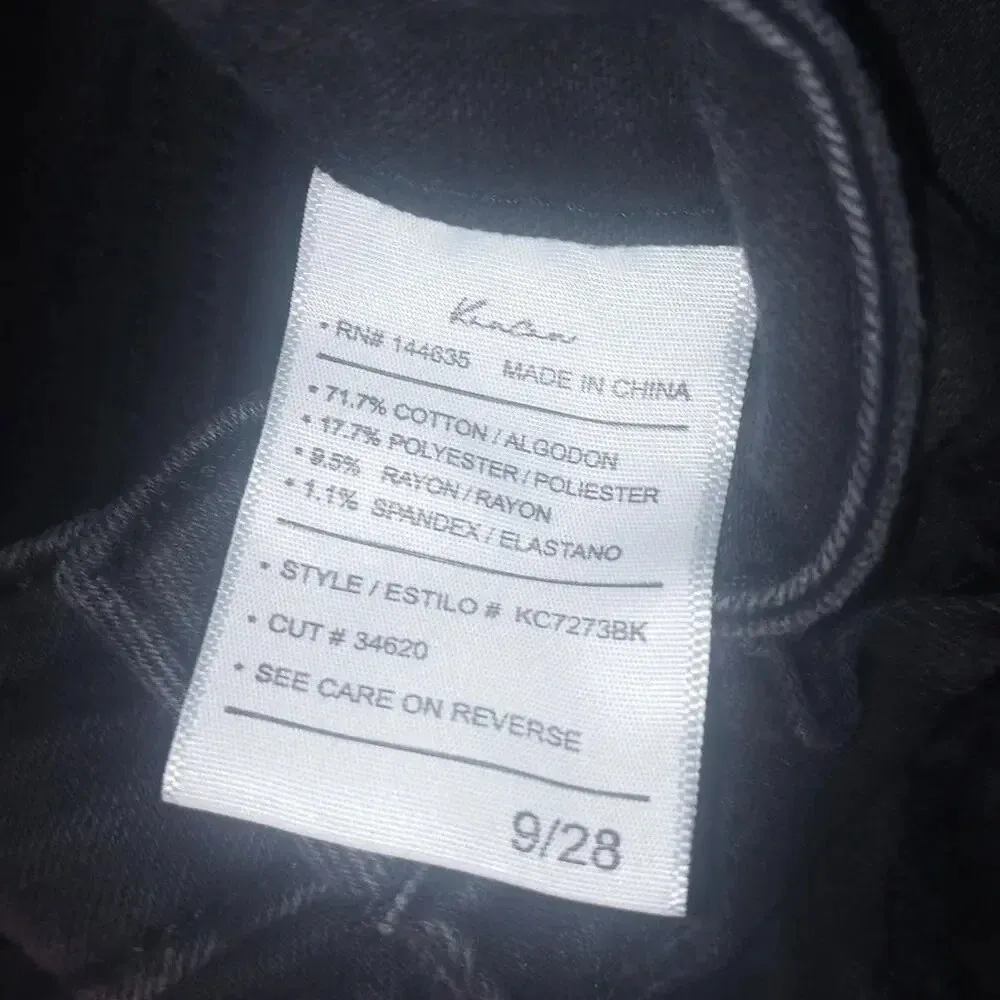 KanCan
• RN# 144635 MADE IN CHINA
• 71.7% COTTON / ALGODON
• 17.7% POLYESTER / POLIESTER
• 9.5% RAYON / RAYON
• 1.1% SPANDEX / ELASTANO
• STYLE / ESTILO # KC7273BK
• CUT # 34620
• SEE CARE ON REVERSE
9/28